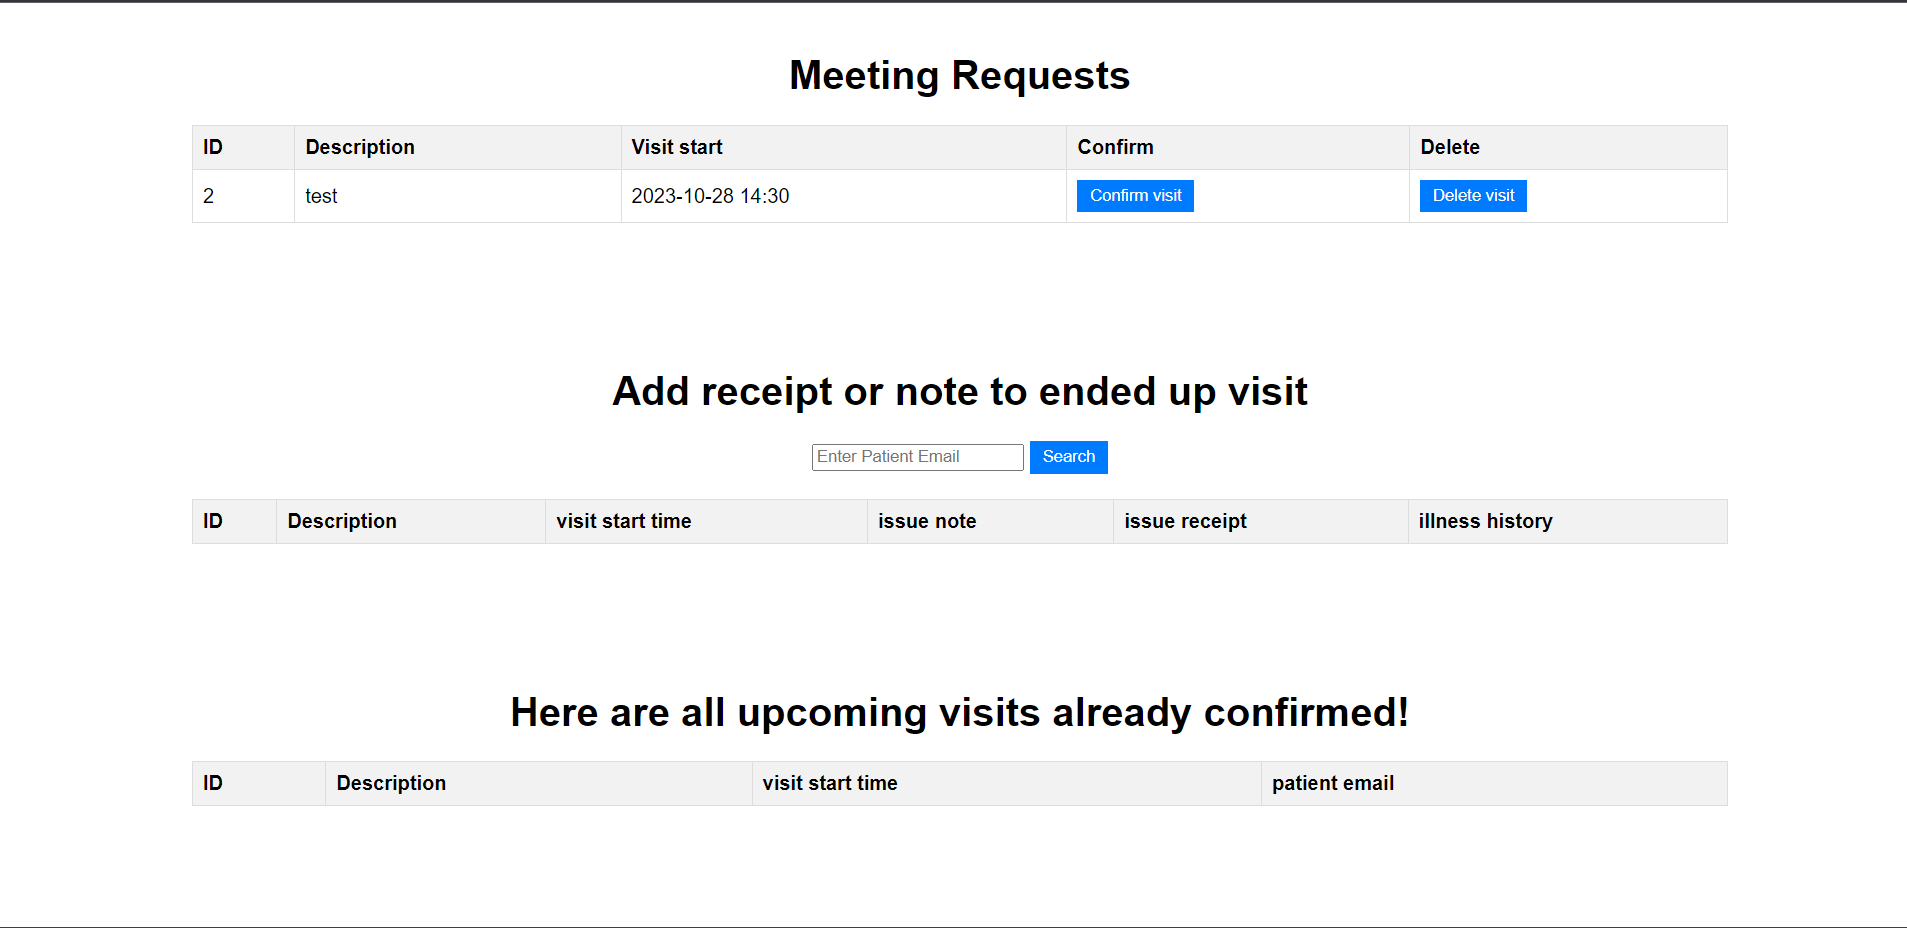 Meeting Requests
ID Description Visit start Confirm Delete
2 test 2023-10-28 14:30 Confirm visit Delete visit
Add receipt or note to ended up visit
Enter Patient Email Search
ID Description visit start time issue note issue receipt illness history
Here are all upcoming visits already confirmed!
ID Description visit start time patient email